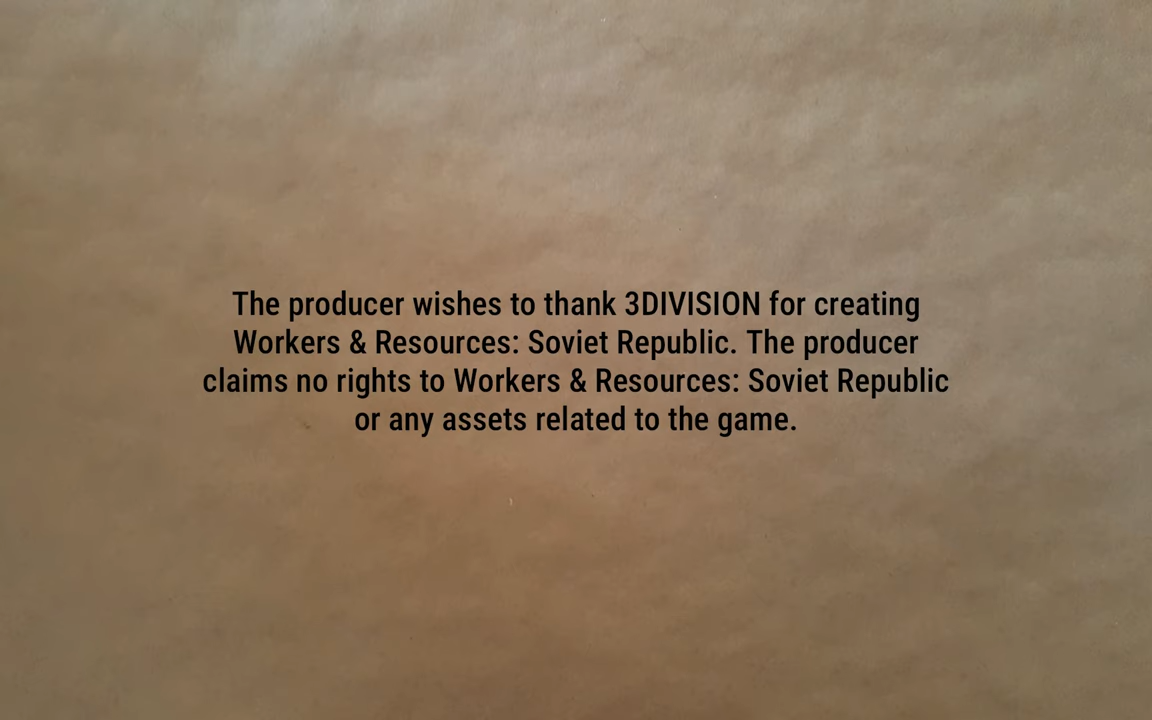 The producer wishes to thank 3DIVISION for creating
Workers & Resources: Soviet Republic. The producer
claims no rights to Workers & Resources: Soviet Republic
or any assets related to the game.